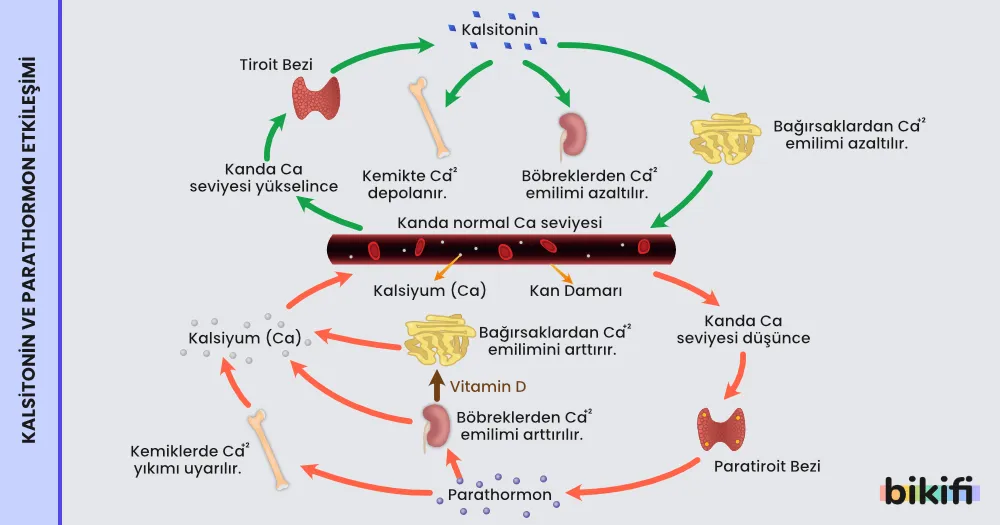 KALSİTONİN VE PARATHORMON ETKİLEŞİMİ
Kalsitonin
Tiroit Bezi
Kanda Ca
seviyesi yükselince
Kemikte Ca⁺²
depolanır.
Böbreklerden Ca⁺²
emilimi azaltılır.
Bağırsaklardan Ca⁺²
emilimi azaltılır.
Kanda normal Ca seviyesi
Kalsiyum (Ca)
Kan Damarı
Kanda Ca
seviyesi düşünce
Kalsiyum (Ca)
Bağırsaklardan Ca⁺²
emilimini arttırır.
Vitamin D
Böbreklerden Ca⁺²
emilimi arttırılır.
Kemiklerde Ca⁺²
yıkımı uyarılır.
Parathormon
Paratiroit Bezi
bikifi